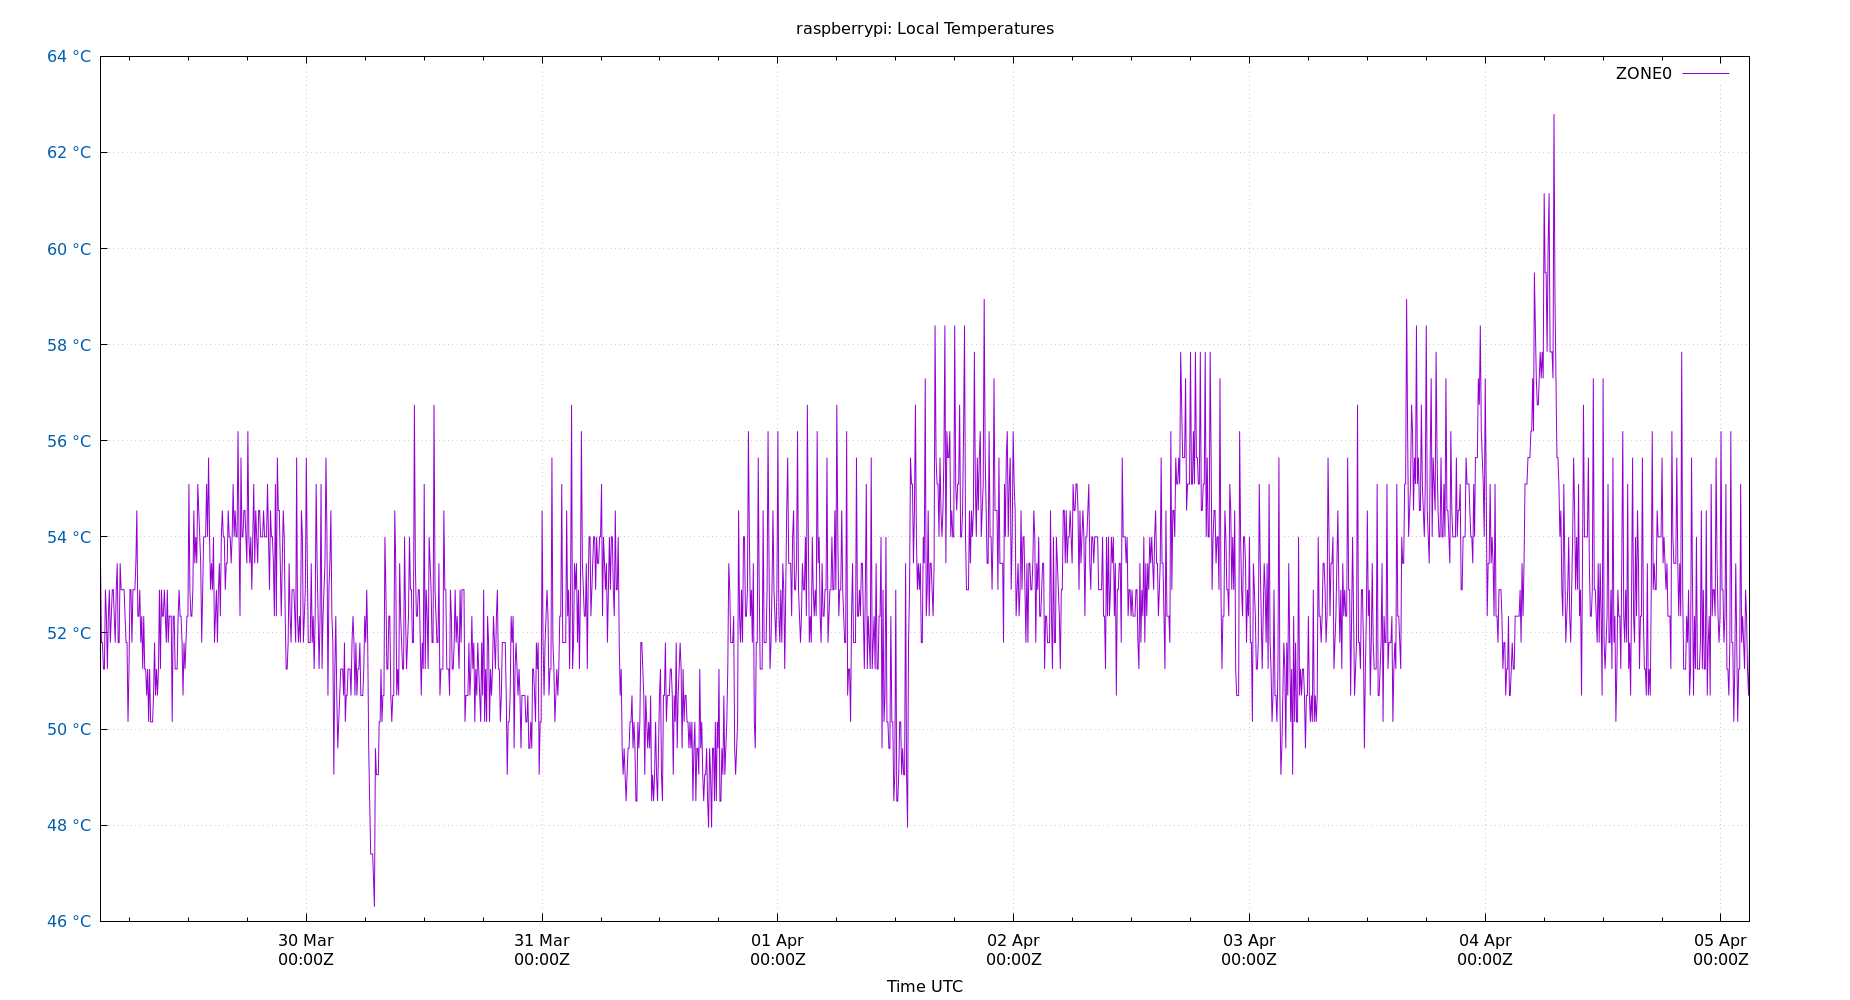 raspberrypi: Local Temperatures
64 °C
ZONE0
62 °C
60 °C
58 °C
56 °C
54 °C
52 °C
50 °C
48 °C
46 °C
30 Mar 31 Mar 01 Apr 02 Apr 03 Apr 04 Apr 05 Apr
00:00Z 00:00Z 00:00Z 00:00Z 00:00Z 00:00Z 00:00Z
Time UTC